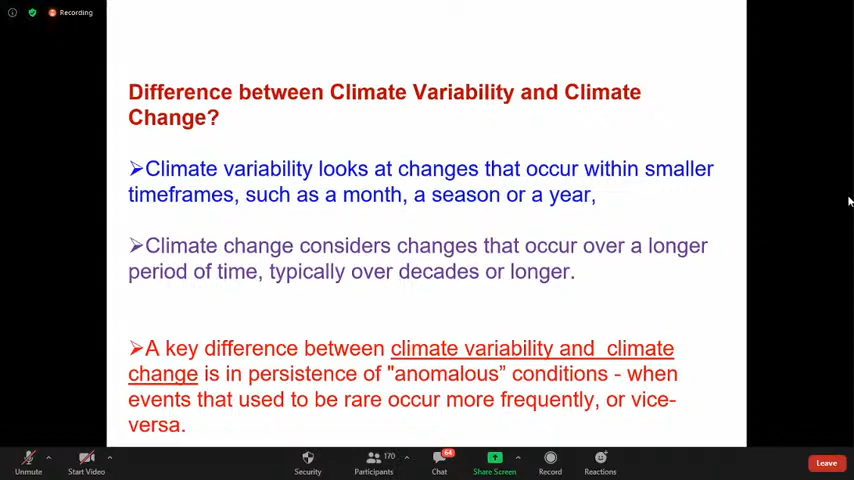 Recording
Difference between Climate Variability and Climate
Change?
➢Climate variability looks at changes that occur within smaller
timeframes, such as a month, a season or a year,
➢Climate change considers changes that occur over a longer
period of time, typically over decades or longer.
➢A key difference between climate variability and  climate
change is in persistence of "anomalous” conditions - when
events that used to be rare occur more frequently, or vice-
versa.
Unmute
Start Video
Security
Participants 170
Chat 64
Share Screen
Record
Reactions
Leave